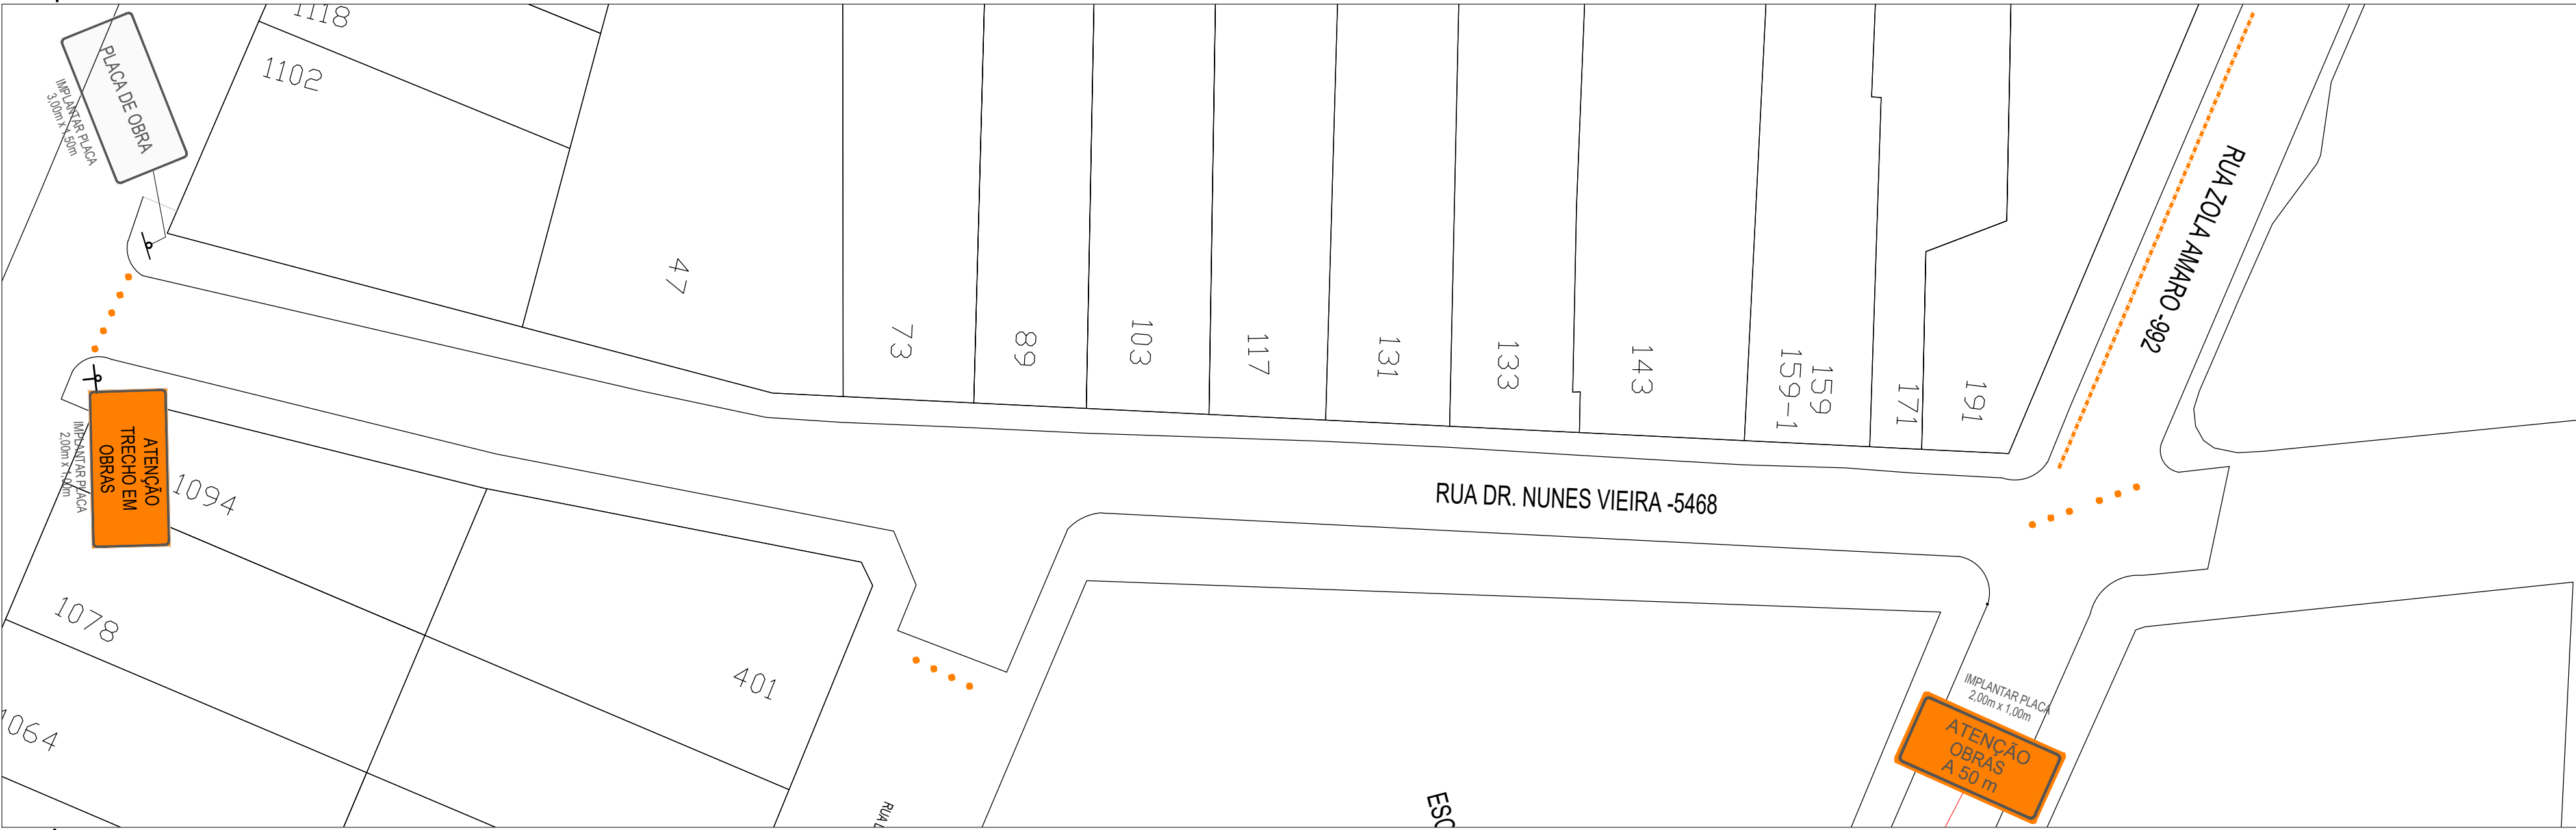 1118
1102
PLACA DE OBRA
IMPLANTAR PLACA
3,00m x 1,50m
47
73
89
103
117
131
133
143
159-1
159
171
191
RUA ZOLA AMARO -992
RUA DR. NUNES VIEIRA -5468
ATENÇÃO
TRECHO EM
OBRAS
IMPLANTAR PLACA
2,00m x 1,00m
1094
1078
1064
401
IMPLANTAR PLACA
2,00m x 1,00m
ATENÇÃO
OBRAS
A 50 m
RUA
ESC